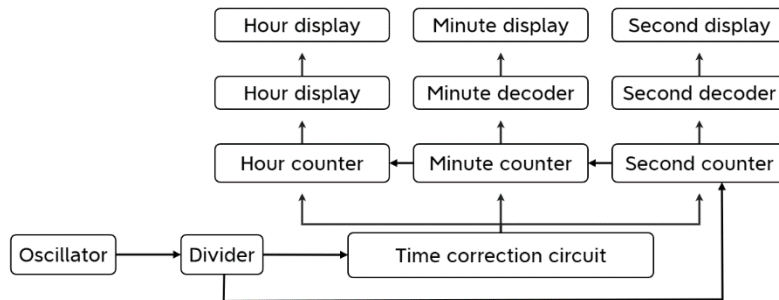 Hour display
Minute display
Second display
Hour display
Minute decoder
Second decoder
Hour counter
Minute counter
Second counter
Oscillator
Divider
Time correction circuit